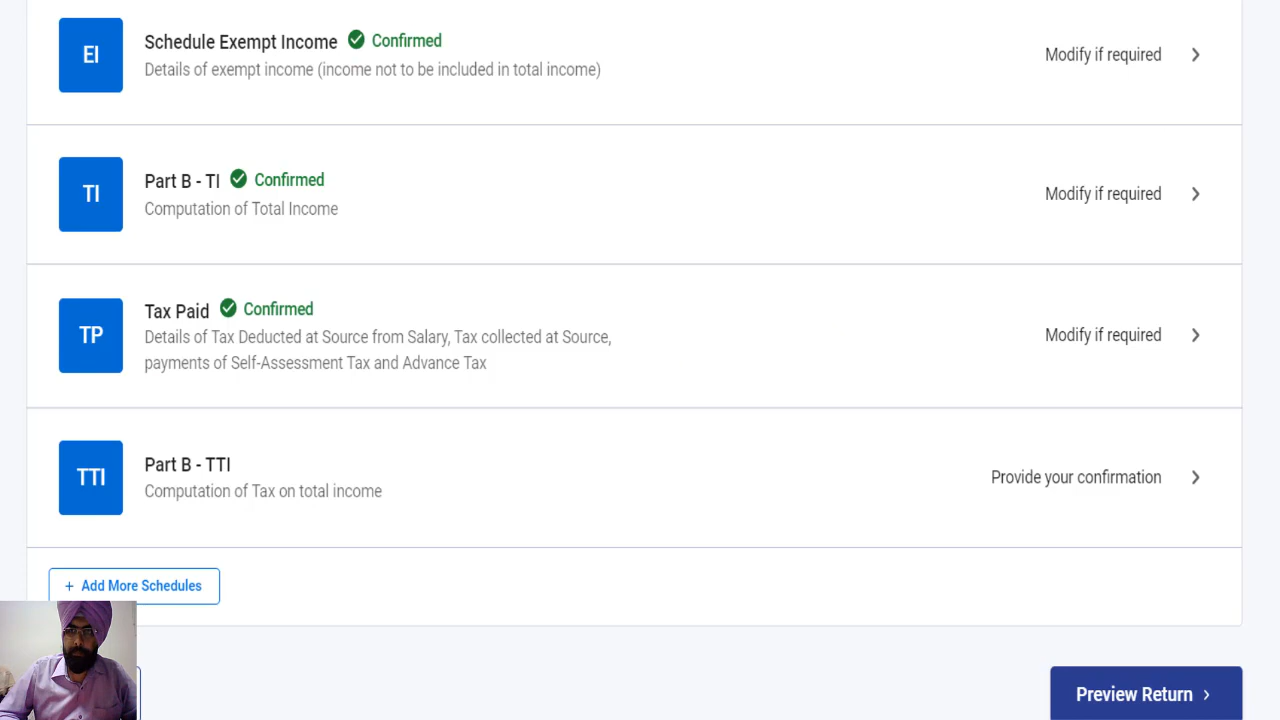 EI
Schedule Exempt Income Confirmed
Details of exempt income (income not to be included in total income)
Modify if required
TI
Part B - TI Confirmed
Computation of Total Income
Modify if required
TP
Tax Paid Confirmed
Details of Tax Deducted at Source from Salary, Tax collected at Source,
payments of Self-Assessment Tax and Advance Tax
Modify if required
TTI
Part B - TTI
Computation of Tax on total income
Provide your confirmation
+ Add More Schedules
Preview Return